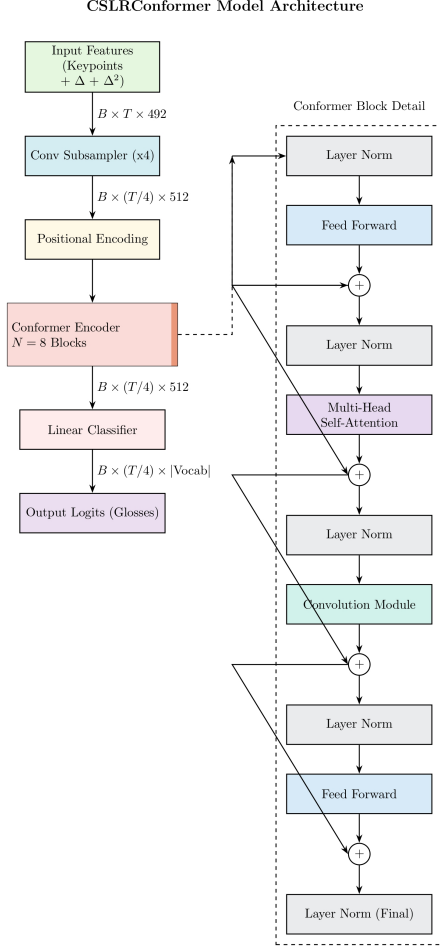 CSLRConformer Model Architecture
Input Features
(Keypoints
+ Δ + Δ²)
B × T × 492
Conv Subsampler (x4)
B × (T/4) × 512
Positional Encoding
Conformer Encoder
N = 8 Blocks
B × (T/4) × 512
Linear Classifier
B × (T/4) × |Vocab|
Output Logits (Glosses)
Conformer Block Detail
Layer Norm
Feed Forward
+
Layer Norm
Multi-Head
Self-Attention
+
Layer Norm
Convolution Module
+
Layer Norm
Feed Forward
+
Layer Norm (Final)